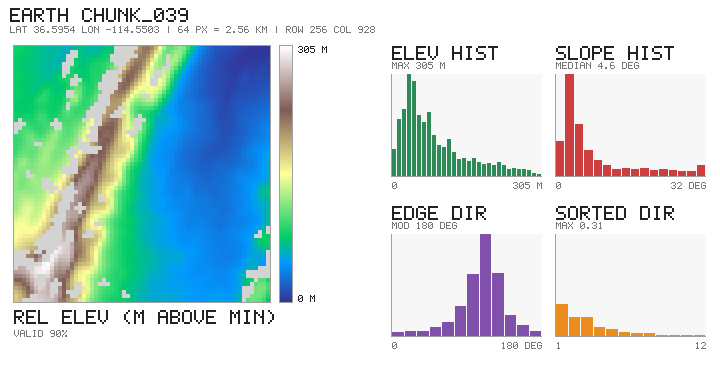 EARTH CHUNK_039
LAT 36.5954 LON -114.5503 | 64 PX = 2.56 KM | ROW 256 COL 928
305 M
0 M
REL ELEV (M ABOVE MIN)
VALID 90%
ELEV HIST
MAX 305 M
0 305 M
SLOPE HIST
MEDIAN 4.6 DEG
0 32 DEG
EDGE DIR
MOD 180 DEG
0 180 DEG
SORTED DIR
MAX 0.31
1 12